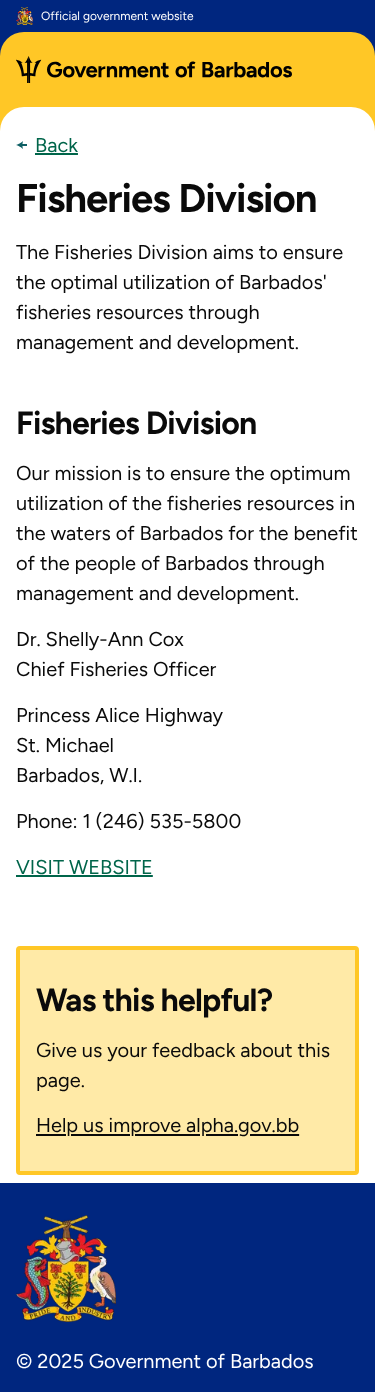 Official government website
Government of Barbados
Back
Fisheries Division
The Fisheries Division aims to ensure
the optimal utilization of Barbados'
fisheries resources through
management and development.
Fisheries Division
Our mission is to ensure the optimum
utilization of the fisheries resources in
the waters of Barbados for the benefit
of the people of Barbados through
management and development.
Dr. Shelly-Ann Cox
Chief Fisheries Officer
Princess Alice Highway
St. Michael
Barbados, W.I.
Phone: 1 (246) 535-5800
VISIT WEBSITE
Was this helpful?
Give us your feedback about this
page.
Help us improve alpha.gov.bb
PRIDE AND INDUSTRY
© 2025 Government of Barbados